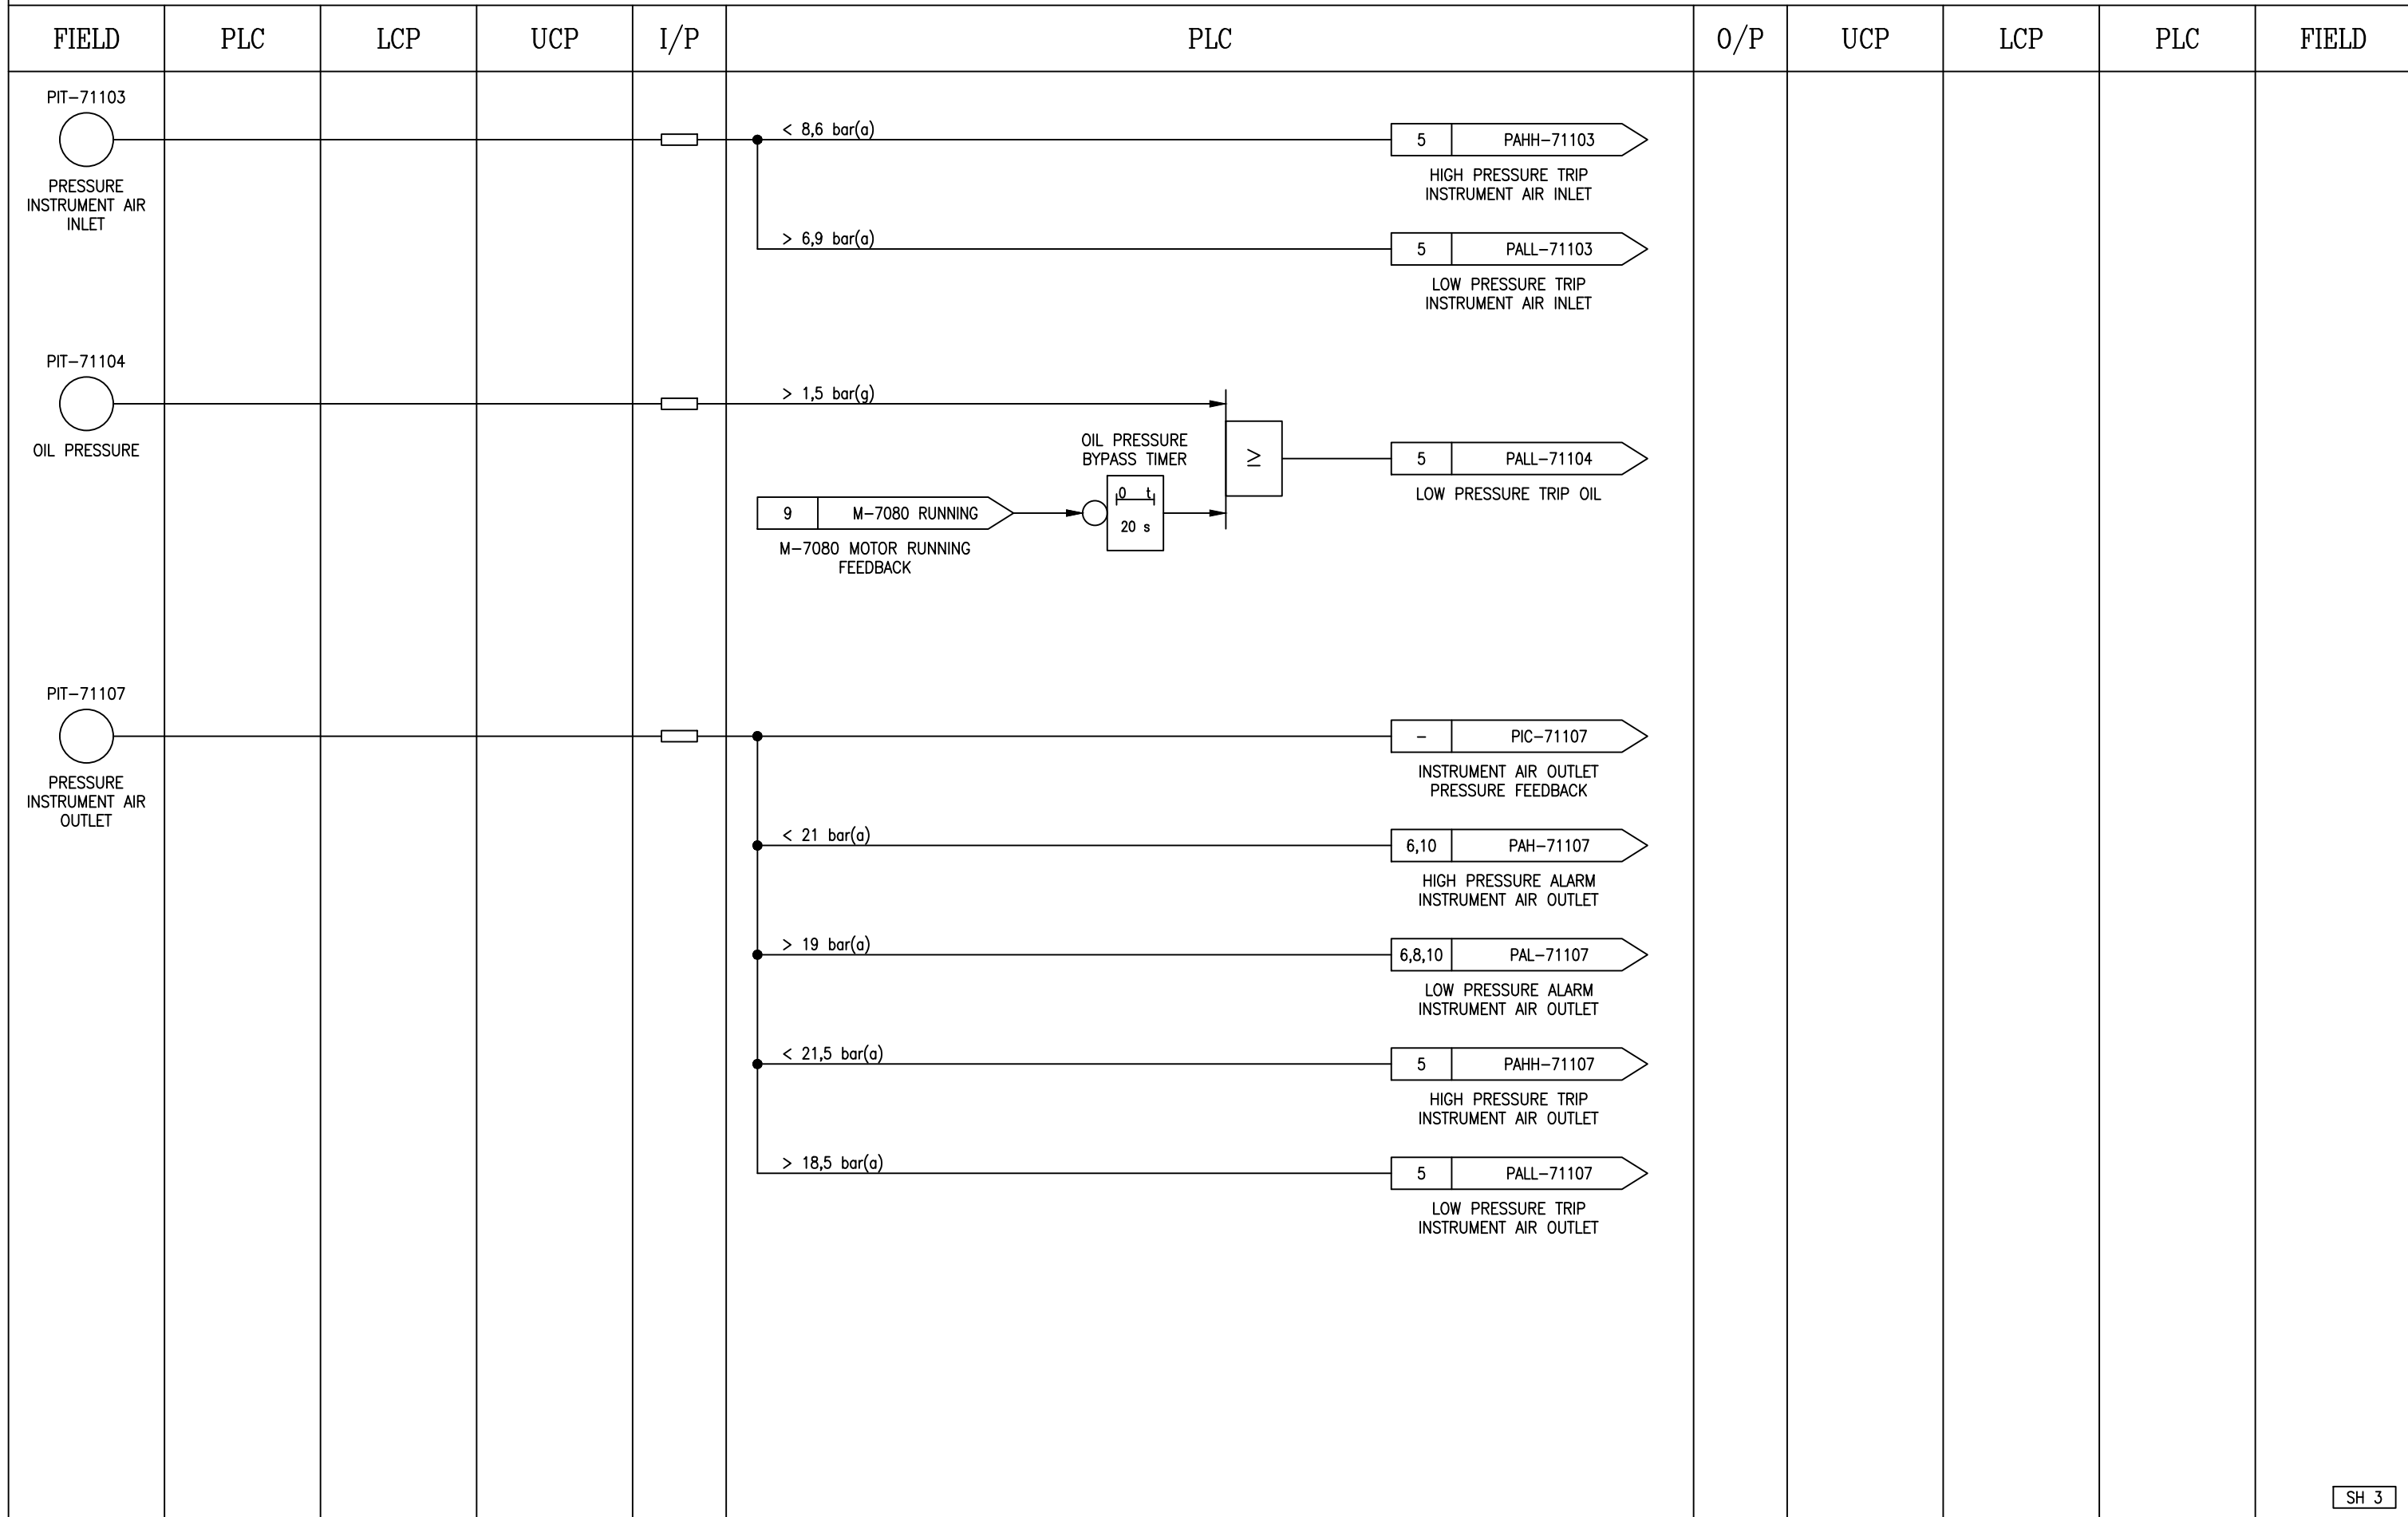 FIELD PLC LCP UCP I/P PLC O/P UCP LCP PLC FIELD
PIT-71103
PRESSURE
INSTRUMENT AIR
INLET
< 8,6 bar(a)
5 PAHH-71103
HIGH PRESSURE TRIP
INSTRUMENT AIR INLET
> 6,9 bar(a)
5 PALL-71103
LOW PRESSURE TRIP
INSTRUMENT AIR INLET
PIT-71104
OIL PRESSURE
> 1,5 bar(g)
OIL PRESSURE
BYPASS TIMER
0 t
20 s
≥
9 M-7080 RUNNING
M-7080 MOTOR RUNNING
FEEDBACK
5 PALL-71104
LOW PRESSURE TRIP OIL
PIT-71107
PRESSURE
INSTRUMENT AIR
OUTLET
- PIC-71107
INSTRUMENT AIR OUTLET
PRESSURE FEEDBACK
< 21 bar(a)
6,10 PAH-71107
HIGH PRESSURE ALARM
INSTRUMENT AIR OUTLET
> 19 bar(a)
6,8,10 PAL-71107
LOW PRESSURE ALARM
INSTRUMENT AIR OUTLET
< 21,5 bar(a)
5 PAHH-71107
HIGH PRESSURE TRIP
INSTRUMENT AIR OUTLET
> 18,5 bar(a)
5 PALL-71107
LOW PRESSURE TRIP
INSTRUMENT AIR OUTLET
SH 3